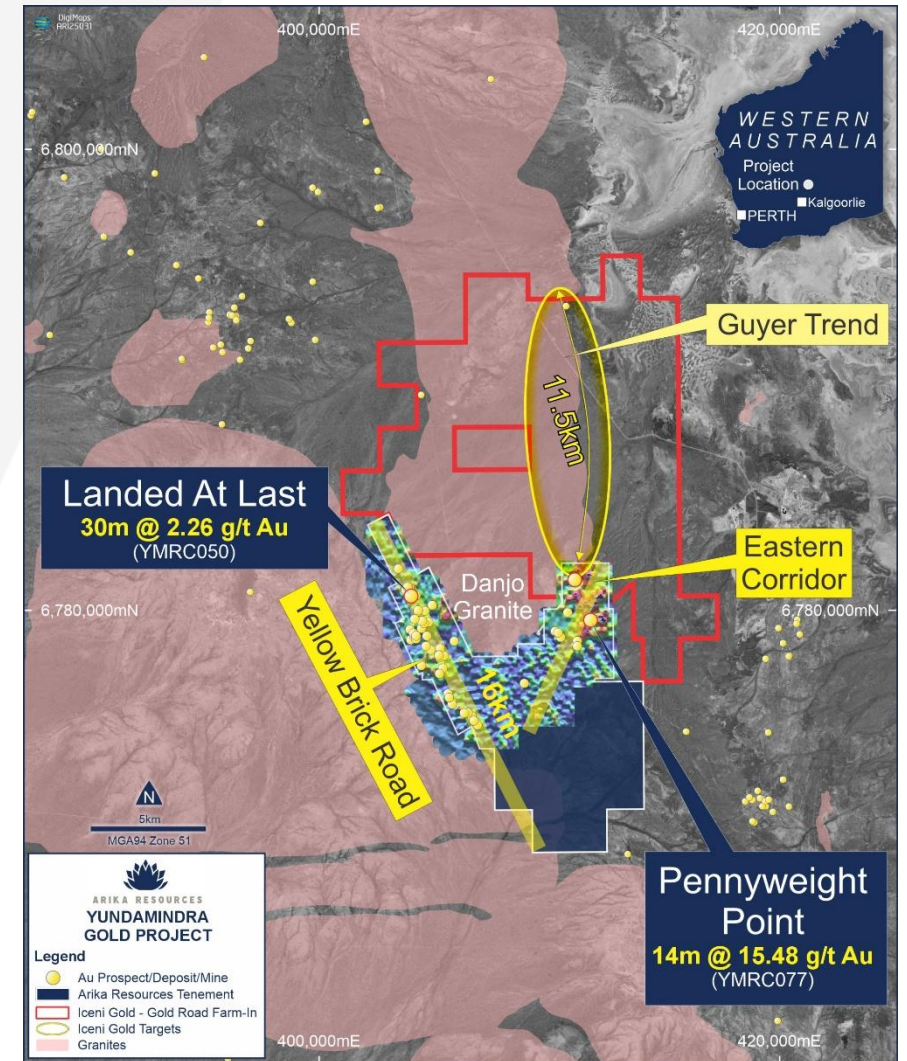 DigiMaps
ARI25031
400,000mE
420,000mE
6,800,000mN
WESTERN
AUSTRALIA
Project
Location
Kalgoorlie
PERTH
Guyer Trend
11.5km
Landed At Last
30m @ 2.26 g/t Au
(YMRC050)
Eastern
Corridor
Danjo
Granite
6,780,000mN
6,780,000mN
Yellow Brick Road
16km
N
5km
MGA94 Zone 51
ARIKA RESOURCES
YUNDAMINDRA
GOLD PROJECT
Legend
Au Prospect/Deposit/Mine
Arika Resources Tenement
Iceni Gold - Gold Road Farm-In
Iceni Gold Targets
Granites
Pennyweight
Point
14m @ 15.48 g/t Au
(YMRC077)
400,000mE
420,000mE